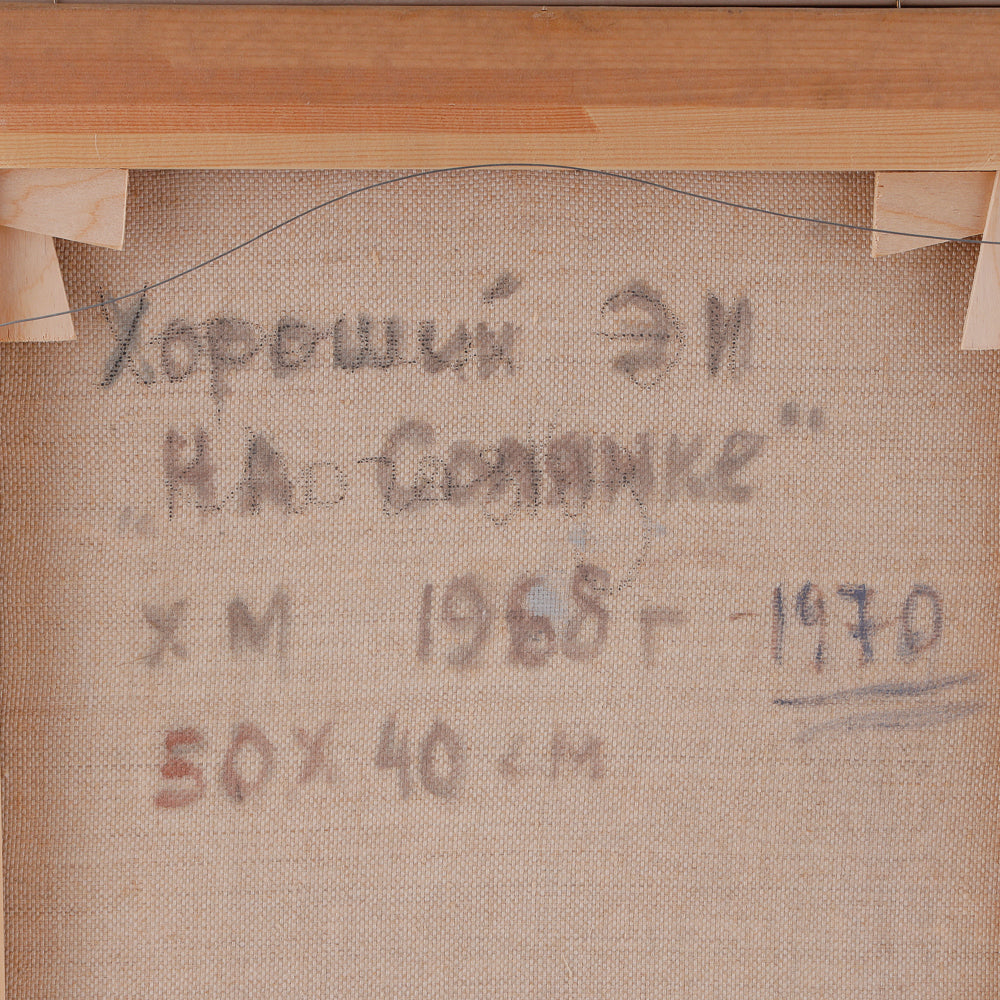 Хороший Э И
„НА Солянке"
Х М 1968 г - 1970
50 Х 40 см